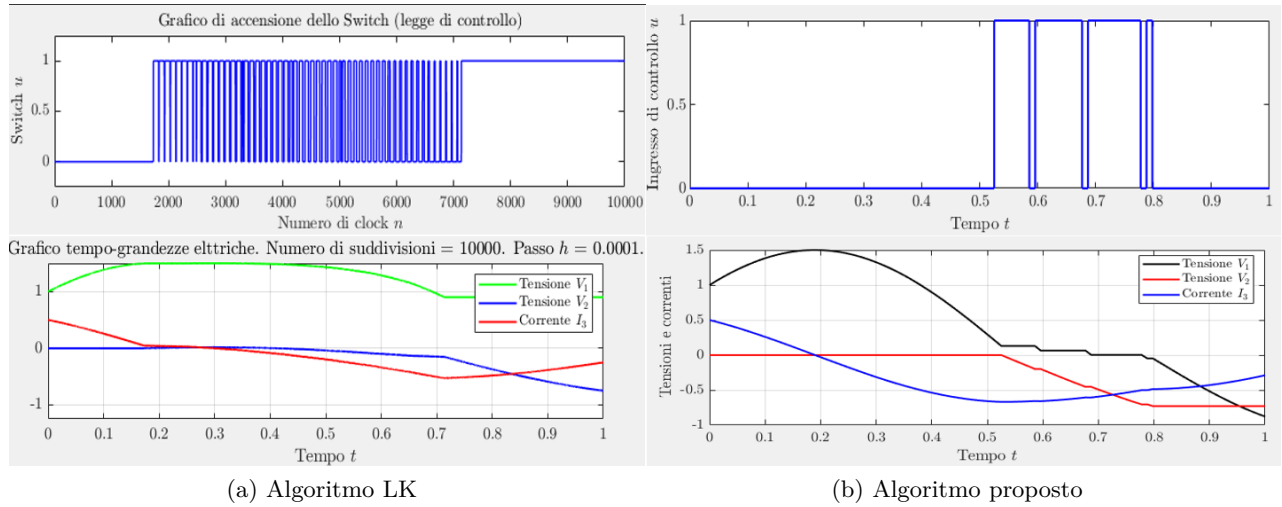 Grafico di accensione dello Switch (legge di controllo)
Switch u
1
0.5
0
0 1000 2000 3000 4000 5000 6000 7000 8000 9000 10000
Numero di clock n
Grafico tempo-grandezze elttriche. Numero di suddivisioni = 10000. Passo h = 0.0001.
1
0
-1
Tensione V₁
Tensione V₂
Corrente I₃
0 0.1 0.2 0.3 0.4 0.5 0.6 0.7 0.8 0.9 1
Tempo t
(a) Algoritmo LK
Ingresso di controllo u
1
0.5
0
0 0.1 0.2 0.3 0.4 0.5 0.6 0.7 0.8 0.9 1
Tempo t
Tensioni e correnti
1.5
1
0.5
0
-0.5
-1
Tensione V₁
Tensione V₂
Corrente I₃
0 0.1 0.2 0.3 0.4 0.5 0.6 0.7 0.8 0.9 1
Tempo t
(b) Algoritmo proposto